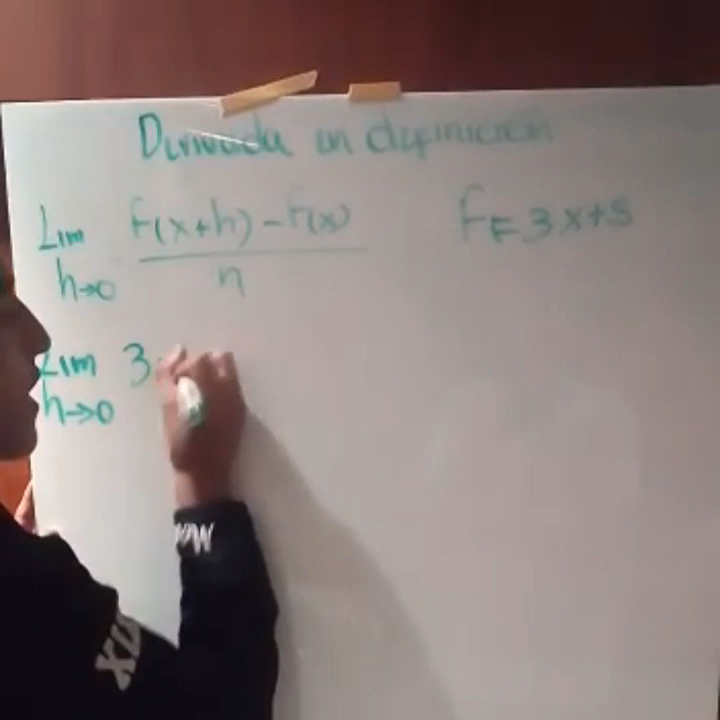 Derivada en definición
Lim F(x+h) - F(x)
h→0 h
F = 3x+5
Lim 3
h→0